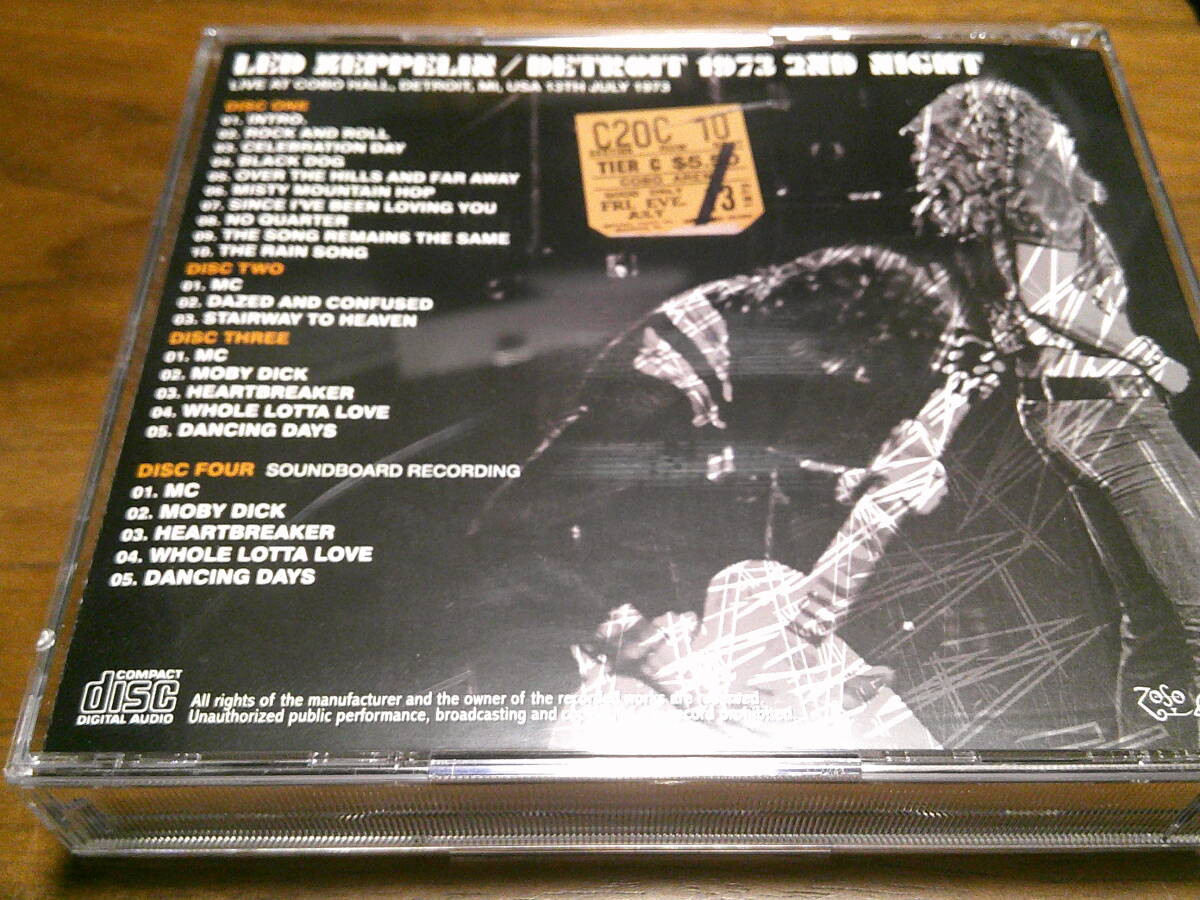 LED ZEPPELIN / DETROIT 1973 2ND NIGHT
LIVE AT COBO HALL, DETROIT, MI, USA 13TH JULY 1973
DISC ONE
01. INTRO.
02. ROCK AND ROLL
03. CELEBRATION DAY
04. BLACK DOG
05. OVER THE HILLS AND FAR AWAY
06. MISTY MOUNTAIN HOP
07. SINCE I'VE BEEN LOVING YOU
08. NO QUARTER
09. THE SONG REMAINS THE SAME
10. THE RAIN SONG
DISC TWO
01. MC
02. DAZED AND CONFUSED
03. STAIRWAY TO HEAVEN
DISC THREE
01. MC
02. MOBY DICK
03. HEARTBREAKER
04. WHOLE LOTTA LOVE
05. DANCING DAYS
DISC FOUR SOUNDBOARD RECORDING
01. MC
02. MOBY DICK
03. HEARTBREAKER
04. WHOLE LOTTA LOVE
05. DANCING DAYS
C20C 10
TIER C
COBO ARENA
FRI. EVE.
JULY
COMPACT
disc
DIGITAL AUDIO
All rights of the manufacturer and the owner of the recorded works are reserved.
Unauthorized public performance, broadcasting and record prohibited.
ZOSO